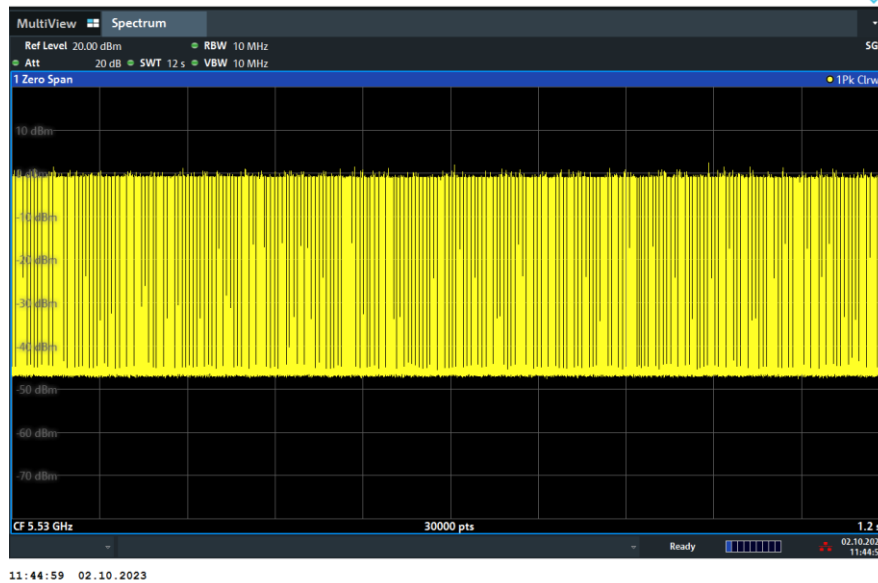 MultiView Spectrum
Ref Level 20.00 dBm RBW 10 MHz SG
Att 20 dB SWT 12 s VBW 10 MHz
1 Zero Span 1Pk Clrw
10 dBm
0 dBm
-10 dBm
-20 dBm
-30 dBm
-40 dBm
-50 dBm
-60 dBm
-70 dBm
CF 5.53 GHz 30000 pts 1.2 s
Ready 02.10.202
11:44:5
11:44:59 02.10.2023